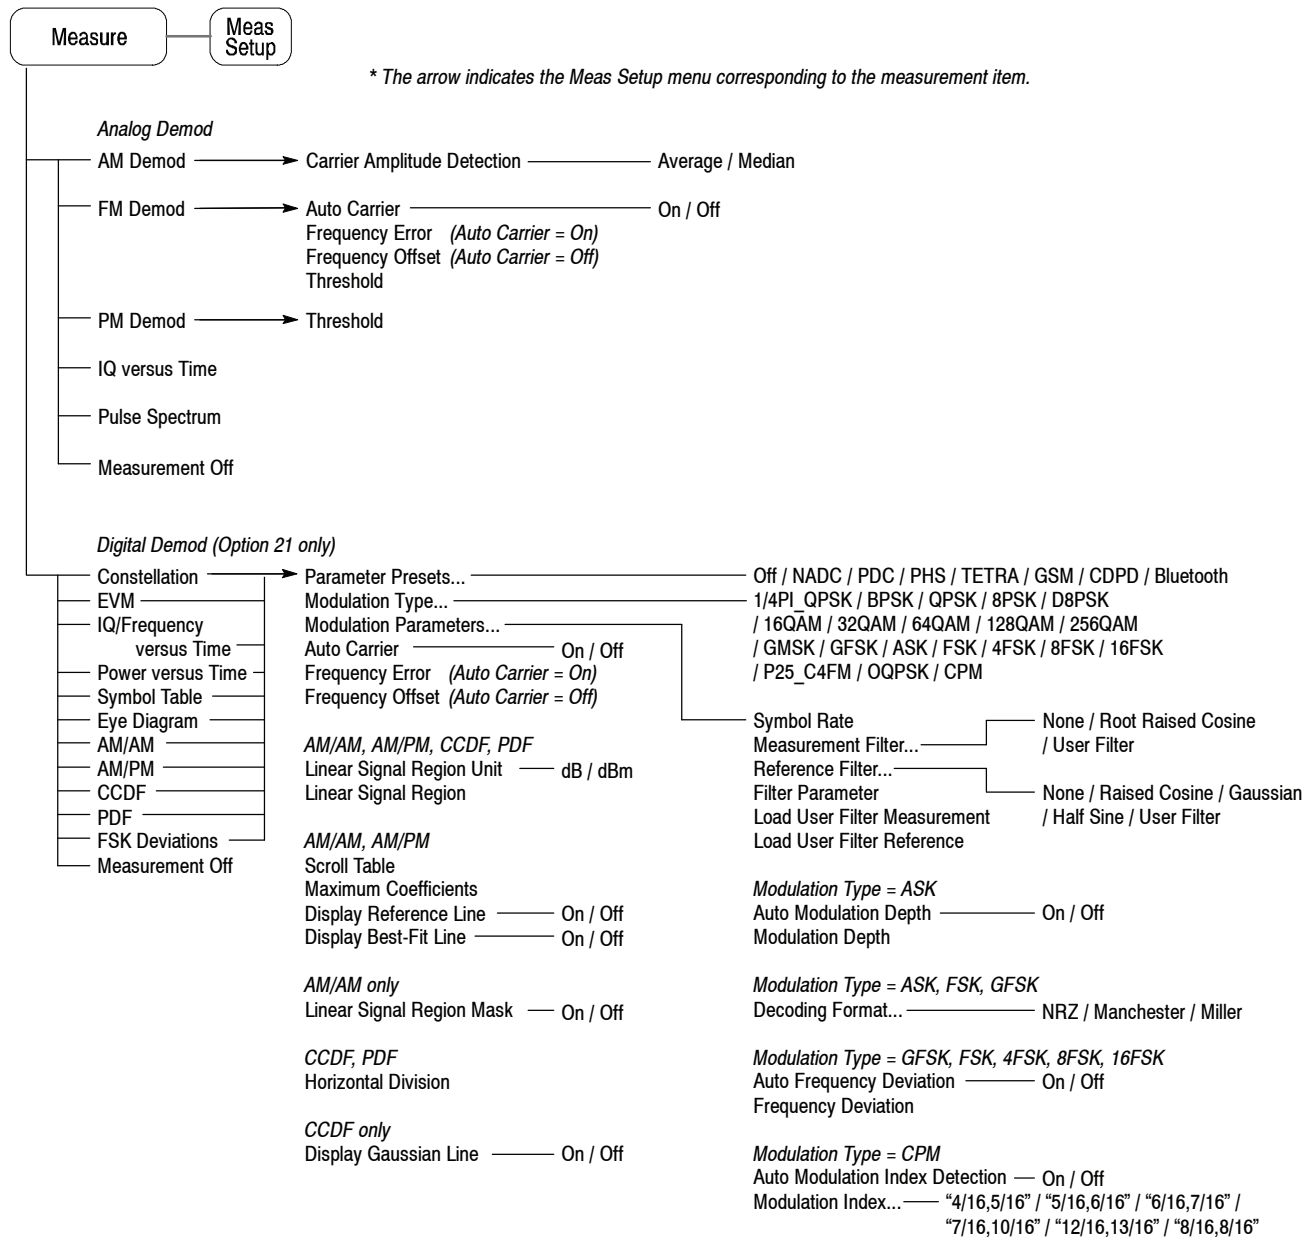 Measure
Meas
Setup
* The arrow indicates the Meas Setup menu corresponding to the measurement item.
Analog Demod
AM Demod Carrier Amplitude Detection Average / Median
FM Demod Auto Carrier On / Off
Frequency Error (Auto Carrier = On)
Frequency Offset (Auto Carrier = Off)
Threshold
PM Demod Threshold
IQ versus Time
Pulse Spectrum
Measurement Off
Digital Demod (Option 21 only)
Constellation
EVM
IQ/Frequency
versus Time
Power versus Time
Symbol Table
Eye Diagram
AM/AM
AM/PM
CCDF
PDF
FSK Deviations
Measurement Off
Parameter Presets...
Modulation Type...
Modulation Parameters...
Auto Carrier On / Off
Frequency Error (Auto Carrier = On)
Frequency Offset (Auto Carrier = Off)
AM/AM, AM/PM, CCDF, PDF
Linear Signal Region Unit dB / dBm
Linear Signal Region
AM/AM, AM/PM
Scroll Table
Maximum Coefficients
Display Reference Line On / Off
Display Best-Fit Line On / Off
AM/AM only
Linear Signal Region Mask On / Off
CCDF, PDF
Horizontal Division
CCDF only
Display Gaussian Line On / Off
Off / NADC / PDC / PHS / TETRA / GSM / CDPD / Bluetooth
1/4PI_QPSK / BPSK / QPSK / 8PSK / D8PSK
/ 16QAM / 32QAM / 64QAM / 128QAM / 256QAM
/ GMSK / GFSK / ASK / FSK / 4FSK / 8FSK / 16FSK
/ P25_C4FM / OQPSK / CPM
Symbol Rate
Measurement Filter...
Reference Filter...
Filter Parameter
Load User Filter Measurement
Load User Filter Reference
None / Root Raised Cosine
/ User Filter
None / Raised Cosine / Gaussian
/ Half Sine / User Filter
Modulation Type = ASK
Auto Modulation Depth On / Off
Modulation Depth
Modulation Type = ASK, FSK, GFSK
Decoding Format... NRZ / Manchester / Miller
Modulation Type = GFSK, FSK, 4FSK, 8FSK, 16FSK
Auto Frequency Deviation On / Off
Frequency Deviation
Modulation Type = CPM
Auto Modulation Index Detection On / Off
Modulation Index... “4/16,5/16” / “5/16,6/16” / “6/16,7/16” /
“7/16,10/16” / “12/16,13/16” / “8/16,8/16”